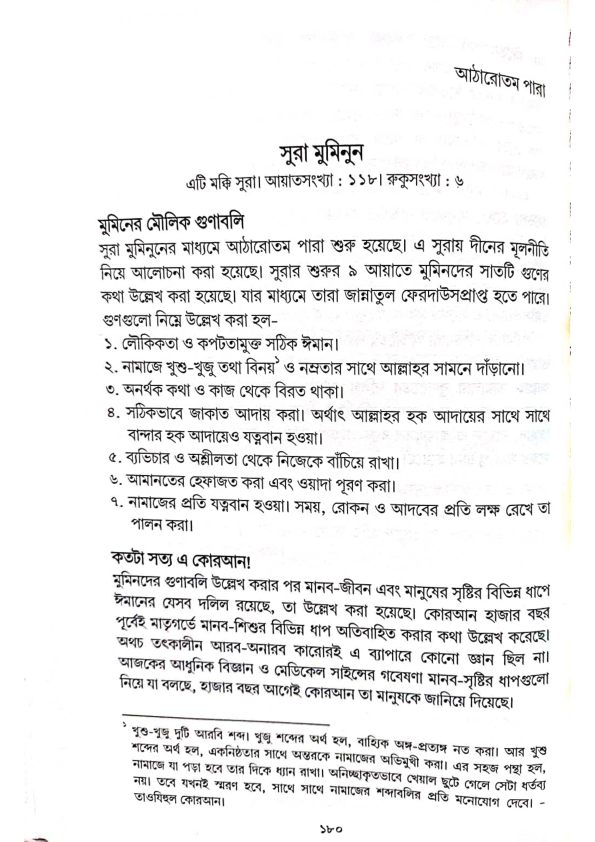 আঠারোতম পারা
সুরা মুমিনুন
এটি মক্কি সুরা। আয়াতসংখ্যা : ১১৮। রুকুসংখ্যা : ৬
মুমিনের মৌলিক গুণাবলি
সুরা মুমিনুনের মাধ্যমে আঠারোতম পারা শুরু হয়েছে। এ সুরায় দীনের মূলনীতি
নিয়ে আলোচনা করা হয়েছে। সুরার শুরুর ৯ আয়াতে মুমিনদের সাতটি গুণের
কথা উল্লেখ করা হয়েছে। যার মাধ্যমে তারা জান্নাতুল ফেরদাউসপ্রাপ্ত হতে পারে।
গুণগুলো নিম্নে উল্লেখ করা হল-
১. লৌকিকতা ও কপটতামুক্ত সঠিক ঈমান।
২. নামাজে খুশু-খুজু তথা বিনয়১ ও নম্রতার সাথে আল্লাহর সামনে দাঁড়ানো।
৩. অনর্থক কথা ও কাজ থেকে বিরত থাকা।
৪. সঠিকভাবে জাকাত আদায় করা। অর্থাৎ আল্লাহর হক আদায়ের সাথে সাথে
বান্দার হক আদায়েও যত্নবান হওয়া।
৫. ব্যভিচার ও অশ্লীলতা থেকে নিজেকে বাঁচিয়ে রাখা।
৬. আমানতের হেফাজত করা এবং ওয়াদা পূরণ করা।
৭. নামাজের প্রতি যত্নবান হওয়া। সময়, রোকন ও আদবের প্রতি লক্ষ রেখে তা
পালন করা।
কতটা সত্য এ কোরআন!
মুমিনদের গুণাবলি উল্লেখ করার পর মানব-জীবন এবং মানুষের সৃষ্টির বিভিন্ন ধাপে
ঈমানের যেসব দলিল রয়েছে, তা উল্লেখ করা হয়েছে। কোরআন হাজার বছর
পূর্বেই মাতৃগর্ভে মানব-শিশুর বিভিন্ন ধাপ অতিবাহিত করার কথা উল্লেখ করেছে।
অথচ তৎকালীন আরব-অনারব কারোরই এ ব্যাপারে কোনো জ্ঞান ছিল না।
আজকের আধুনিক বিজ্ঞান ও মেডিকেল সাইন্সের গবেষণা মানব-সৃষ্টির ধাপগুলো
নিয়ে যা বলছে, হাজার বছর আগেই কোরআন তা মানুষকে জানিয়ে দিয়েছে।
১ খুশু-খুজু দুটি আরবি শব্দ। খুজু শব্দের অর্থ হল, বাহ্যিক অঙ্গ-প্রত্যঙ্গ নত করা। আর খুশু
শব্দের অর্থ হল, একনিষ্ঠতার সাথে অন্তরকে নামাজের অভিমুখী করা। এর সহজ পন্থা হল,
নামাজে যা পড়া হবে তার দিকে ধ্যান রাখা। অনিচ্ছাকৃতভাবে খেয়াল ছুটে গেলে সেটা ধর্তব্য
নয়। তবে যখনই স্মরণ হবে, সাথে সাথে নামাজের শব্দাবলির প্রতি মনোযোগ দেবে। -
তাওযিহুল কোরআন।
১৮০